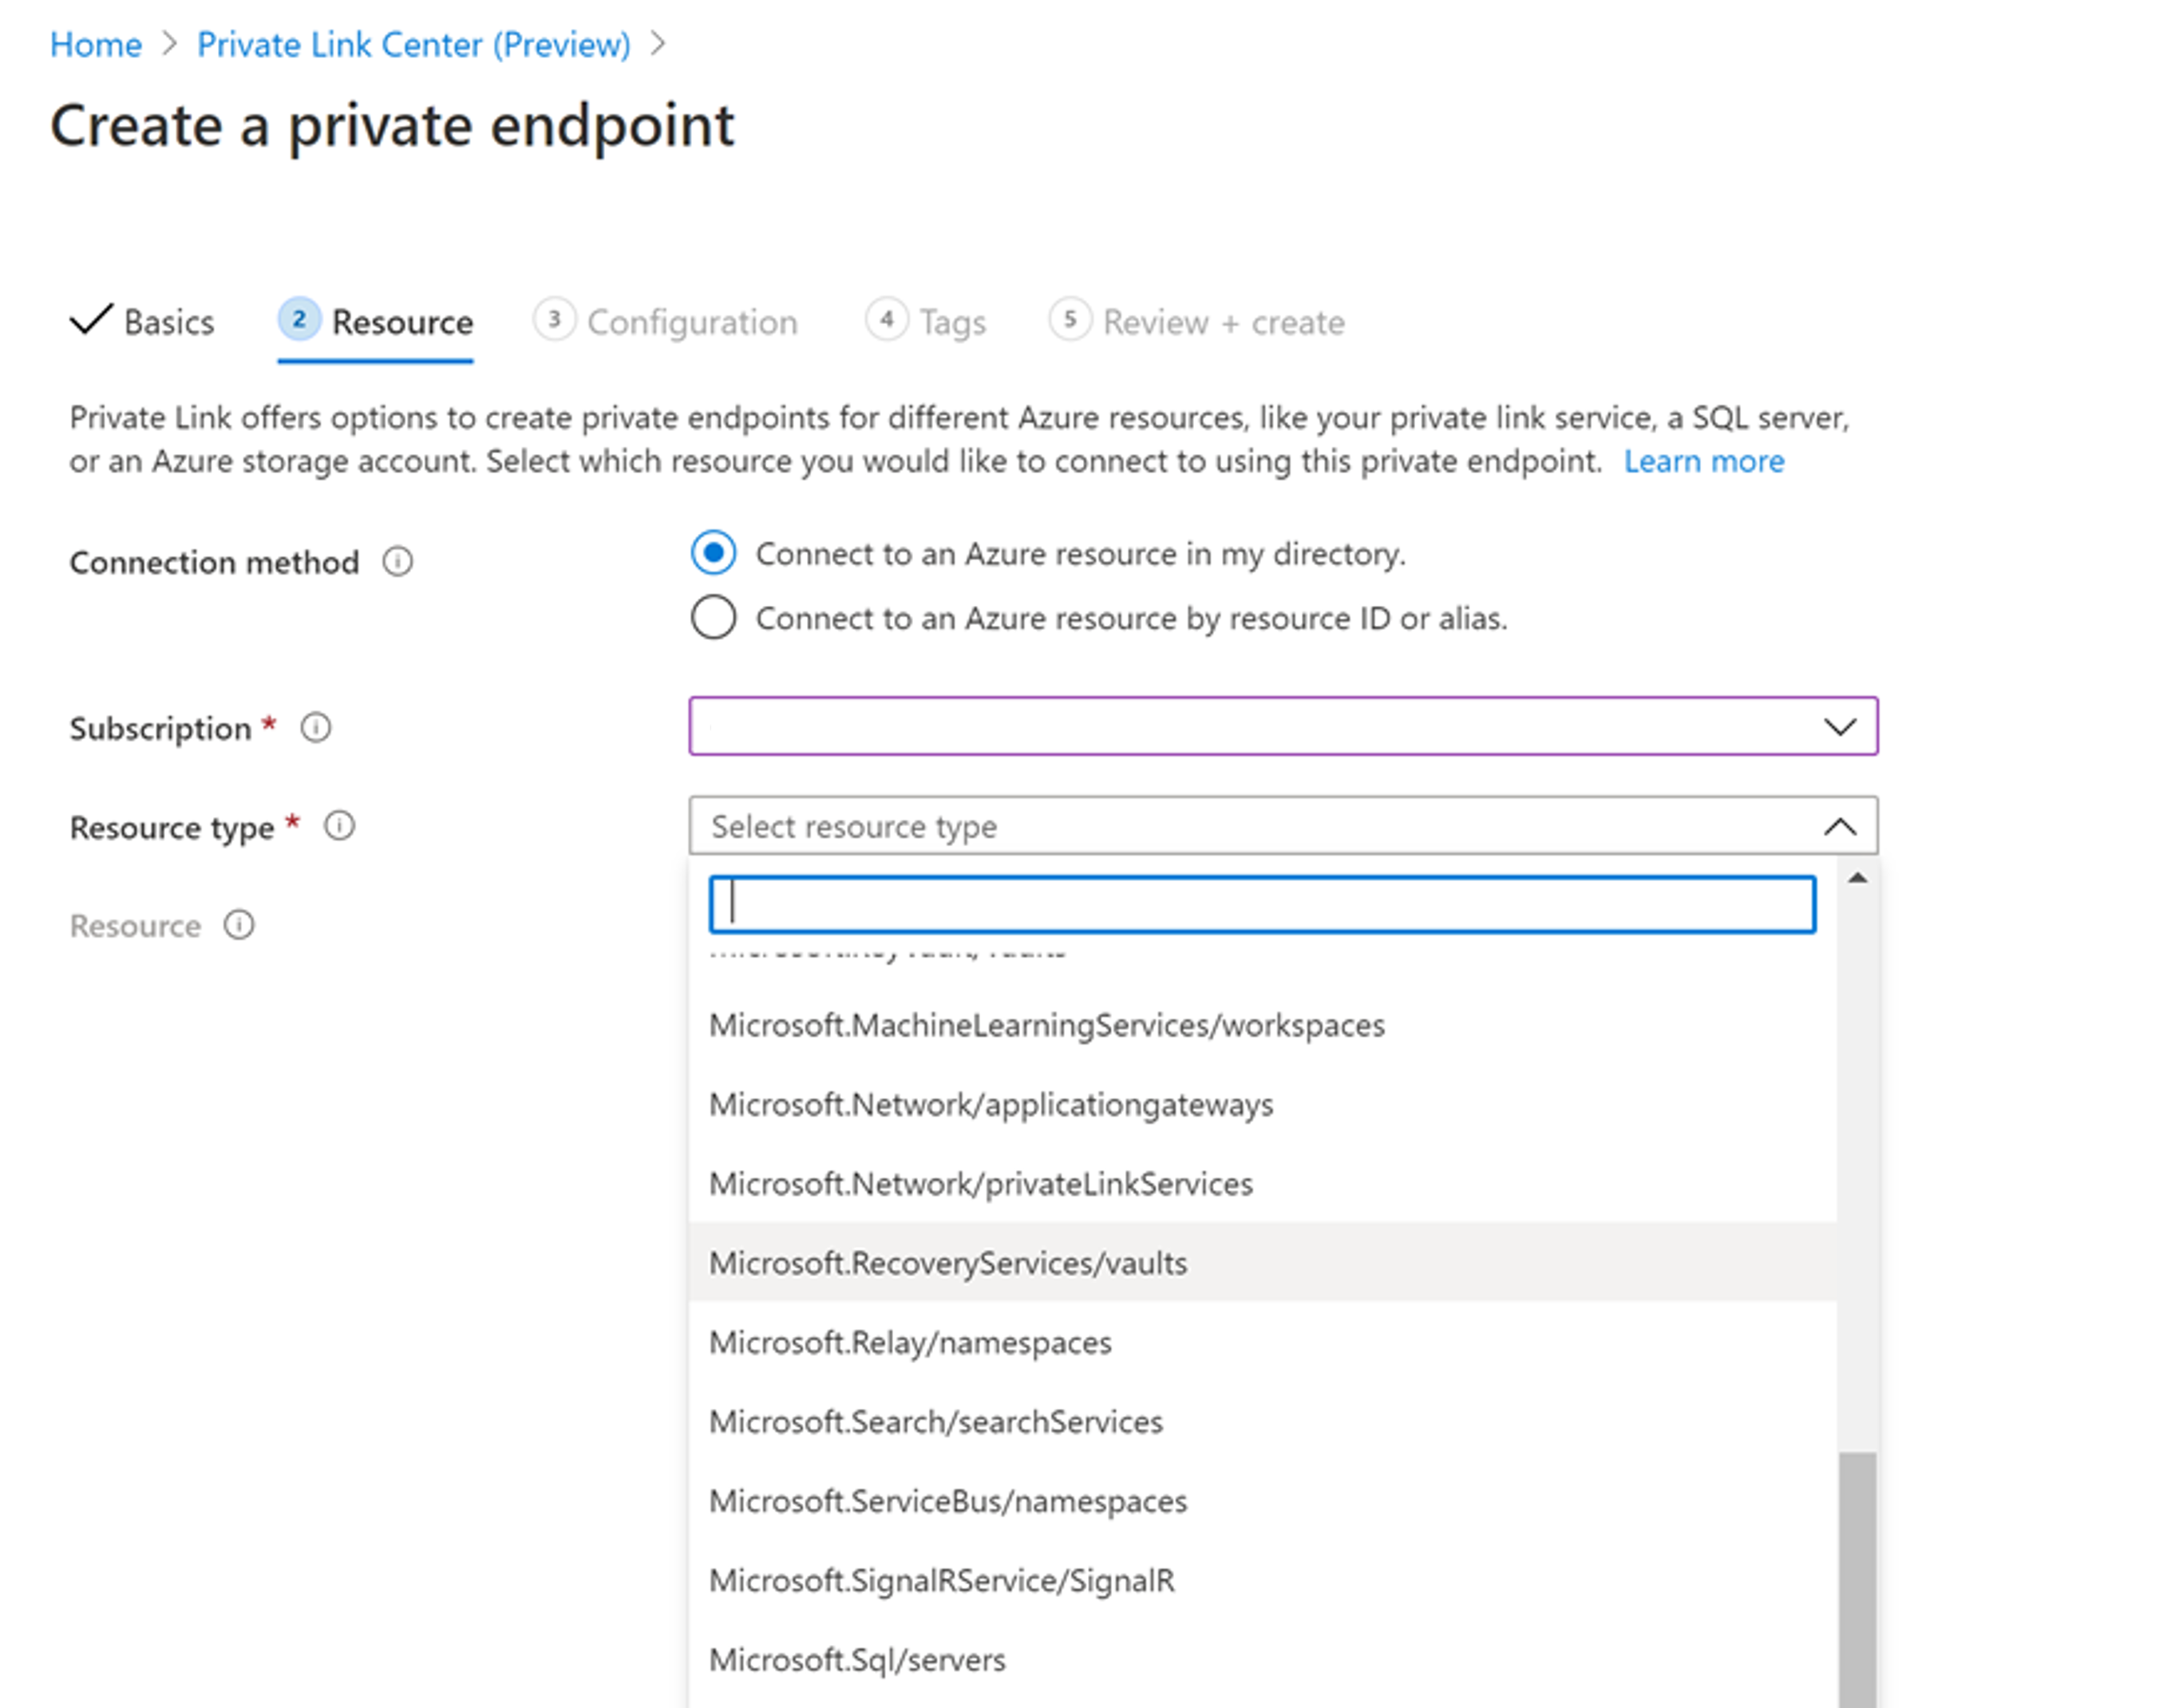 Home > Private Link Center (Preview) >
Create a private endpoint
Basics 2 Resource 3 Configuration 4 Tags 5 Review + create
Private Link offers options to create private endpoints for different Azure resources, like your private link service, a SQL server,
or an Azure storage account. Select which resource you would like to connect to using this private endpoint. Learn more
Connection method
Connect to an Azure resource in my directory.
Connect to an Azure resource by resource ID or alias.
Subscription *
Resource type *
Select resource type
Resource
Microsoft.MachineLearningServices/workspaces
Microsoft.Network/applicationgateways
Microsoft.Network/privateLinkServices
Microsoft.RecoveryServices/vaults
Microsoft.Relay/namespaces
Microsoft.Search/searchServices
Microsoft.ServiceBus/namespaces
Microsoft.SignalRService/SignalR
Microsoft.Sql/servers